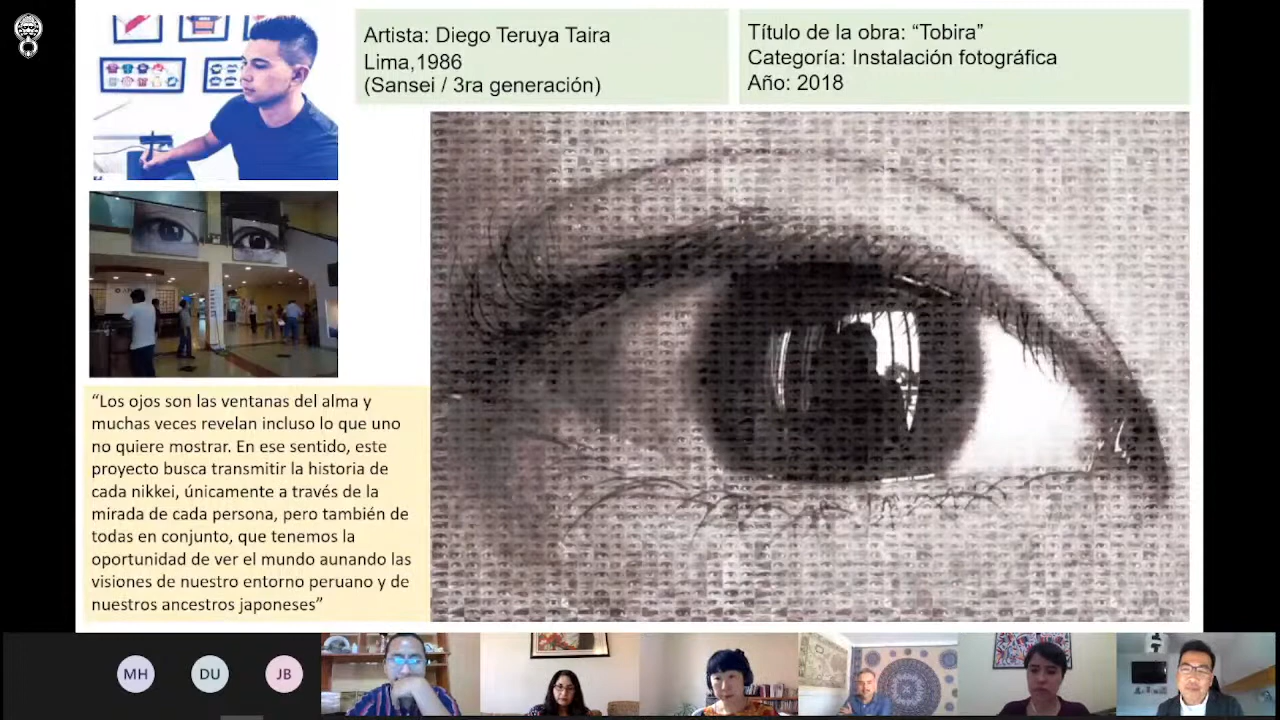 Artista: Diego Teruya Taira
Lima,1986
(Sansei / 3ra generación)
Título de la obra: “Tobira”
Categoría: Instalación fotográfica
Año: 2018
“Los ojos son las ventanas del alma y
muchas veces revelan incluso lo que uno
no quiere mostrar. En ese sentido, este
proyecto busca transmitir la historia de
cada nikkei, únicamente a través de la
mirada de cada persona, pero también de
todas en conjunto, que tenemos la
oportunidad de ver el mundo aunando las
visiones de nuestro entorno peruano y de
nuestros ancestros japoneses”
MH
DU
JB